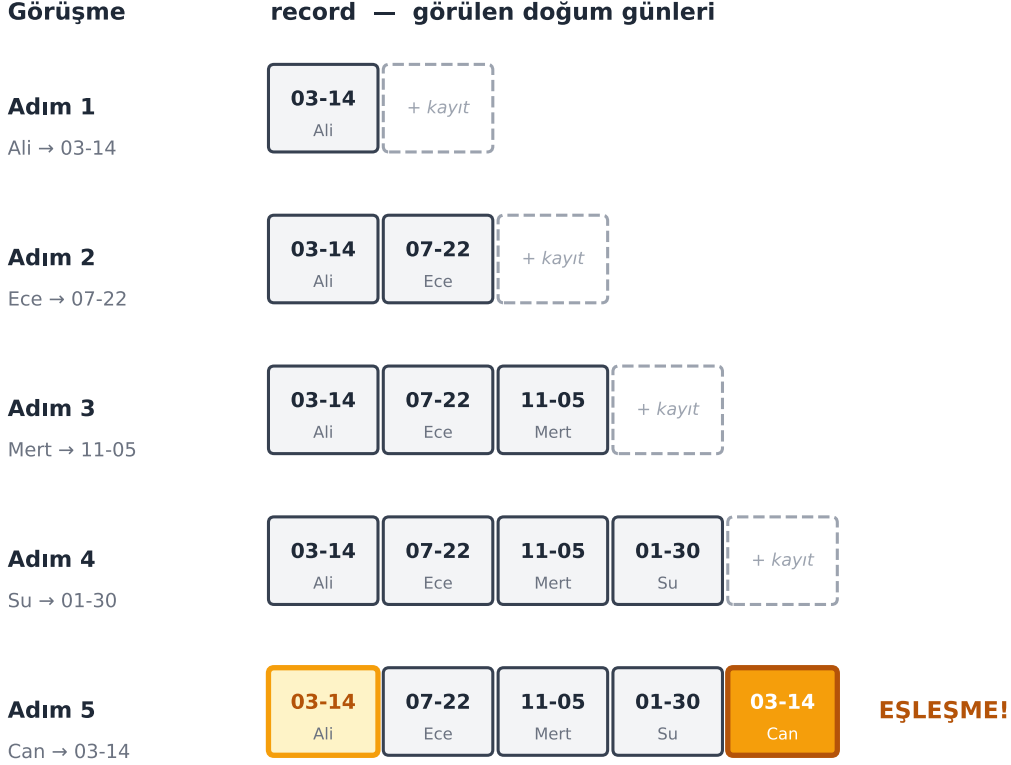 Görüşme
record — görülen doğum günleri
Adım 1
Ali → 03-14
03-14
Ali
+ kayıt
Adım 2
Ece → 07-22
03-14
Ali
07-22
Ece
+ kayıt
Adım 3
Mert → 11-05
03-14
Ali
07-22
Ece
11-05
Mert
+ kayıt
Adım 4
Su → 01-30
03-14
Ali
07-22
Ece
11-05
Mert
01-30
Su
+ kayıt
Adım 5
Can → 03-14
03-14
Ali
07-22
Ece
11-05
Mert
01-30
Su
03-14
Can
EŞLEŞME!